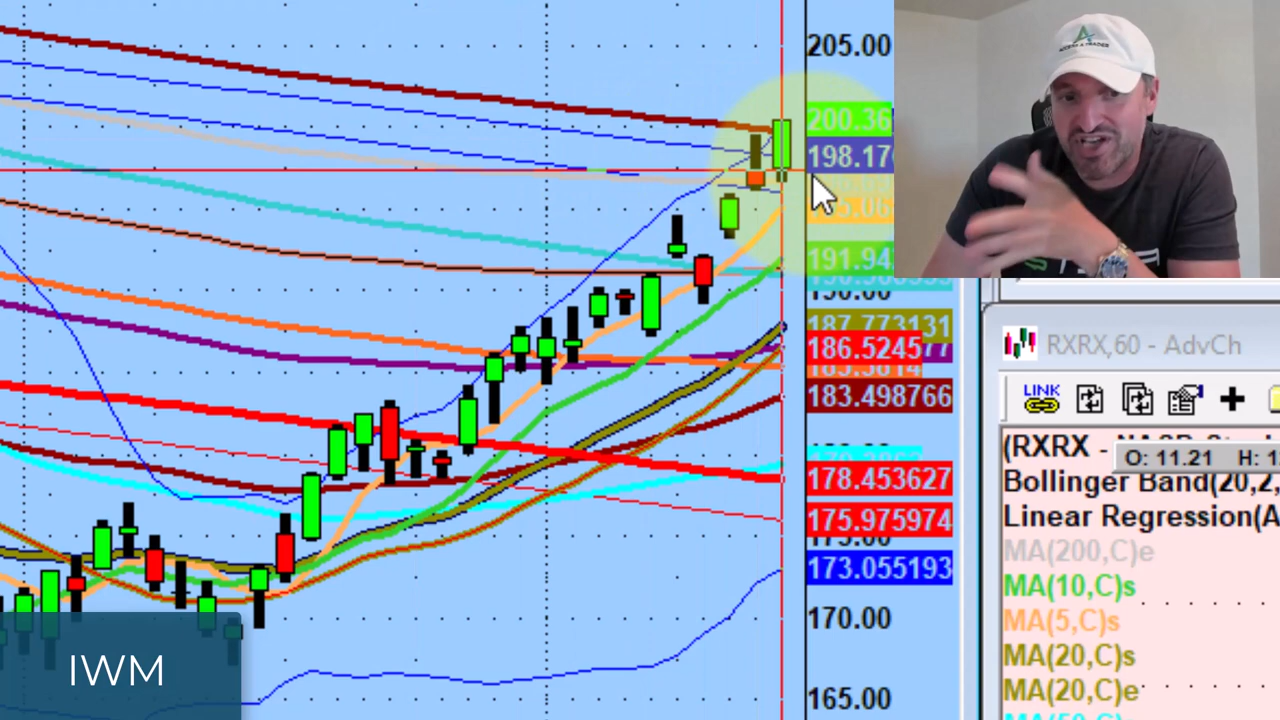 205.00
200.36
198.17
191.94
187.773131
186.5245
183.498766
178.453627
175.975974
173.055193
170.00
165.00
IWM
RXRX,60 - AdvCh
LINK
(RXRX -
O: 11.21 H: 1
Bollinger Band(20,2,
Linear Regression(A
MA(200,C)e
MA(10,C)s
MA(5,C)s
MA(20,C)s
MA(20,C)e